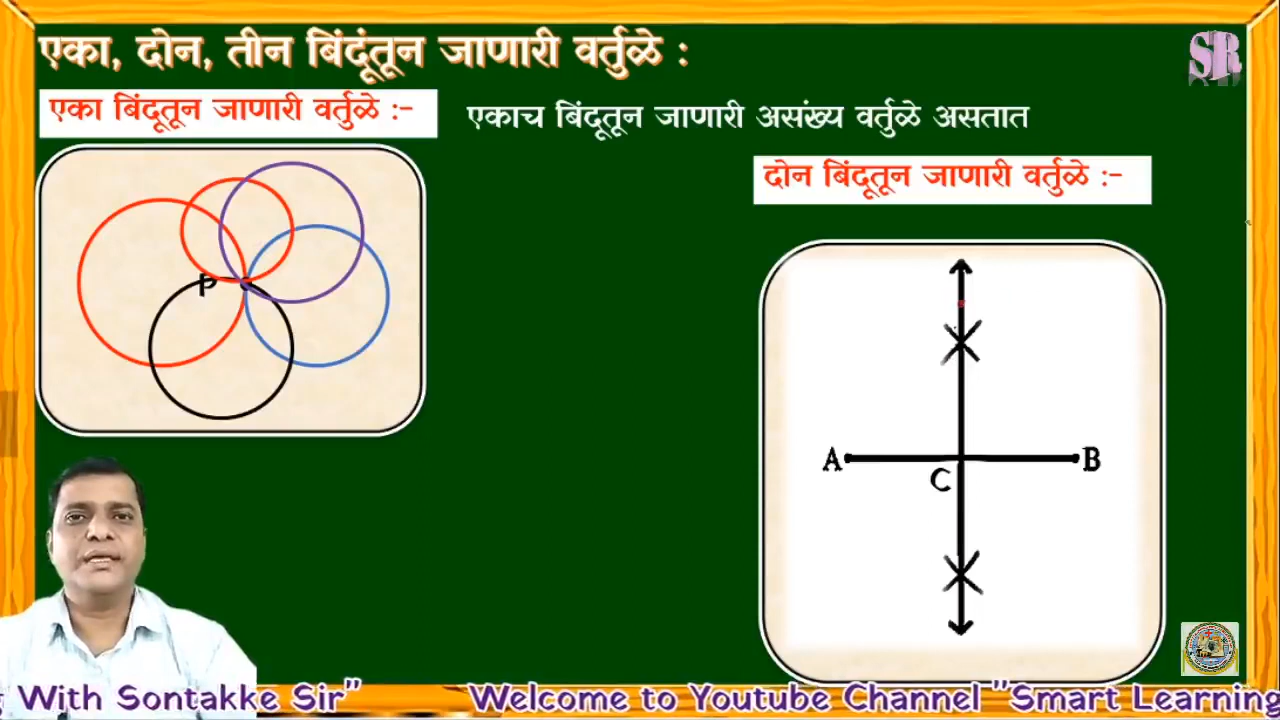 एका, दोन, तीन बिंदूंतून जाणारी वर्तुळे :
SR
एका बिंदूतून जाणारी वर्तुळे :-
एकाच बिंदूतून जाणारी असंख्य वर्तुळे असतात
दोन बिंदूतून जाणारी वर्तुळे :-
P
A
B
C
With Sontakke Sir" Welcome to Youtube Channel "Smart Learning